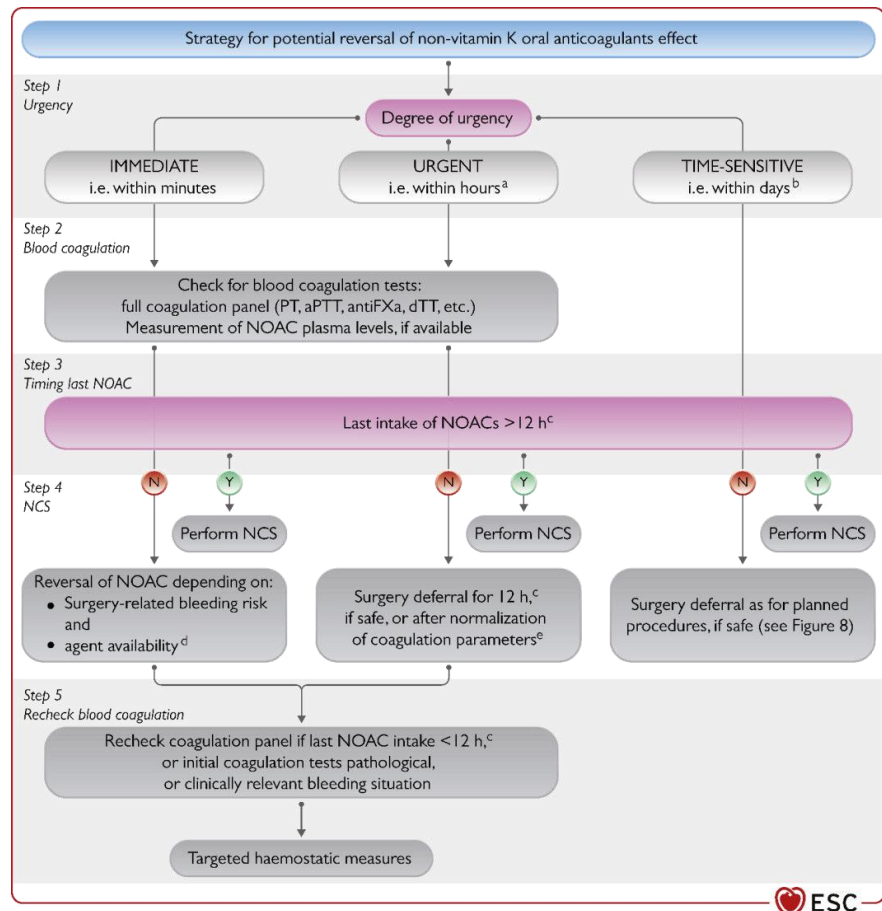 Strategy for potential reversal of non-vitamin K oral anticoagulants effect
Step 1
Urgency
Degree of urgency
IMMEDIATE
i.e. within minutes
URGENT
i.e. within hoursᵃ
TIME-SENSITIVE
i.e. within daysᵇ
Step 2
Blood coagulation
Check for blood coagulation tests:
full coagulation panel (PT, aPTT, antiFXa, dTT, etc.)
Measurement of NOAC plasma levels, if available
Step 3
Timing last NOAC
Last intake of NOACs >12 hᶜ
N
Y
N
Y
N
Y
Step 4
NCS
Perform NCS
Perform NCS
Perform NCS
Reversal of NOAC depending on:
• Surgery-related bleeding risk
and
• agent availabilityᵈ
Surgery deferral for 12 h,ᶜ
if safe, or after normalization
of coagulation parametersᵉ
Surgery deferral as for planned
procedures, if safe (see Figure 8)
Step 5
Recheck blood coagulation
Recheck coagulation panel if last NOAC intake <12 h,ᶜ
or initial coagulation tests pathological,
or clinically relevant bleeding situation
Targeted haemostatic measures
ESC